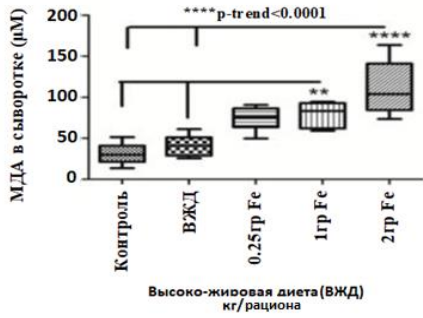 ****p-trend<0.0001
МДА в сыворотке (μM)
200
150
100
50
0
**
****
Контроль
ВЖД
0.25гр Fe
1гр Fe
2гр Fe
Высоко-жировая диета(ВЖД)
кг/рациона